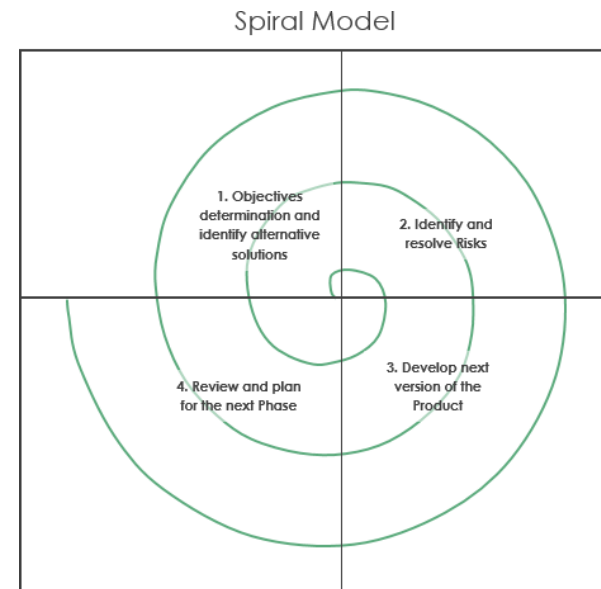 Spiral Model
1. Objectives
determination and
identify alternative
solutions
2. Identify and
resolve Risks
3. Develop next
version of the
Product
4. Review and plan
for the next Phase